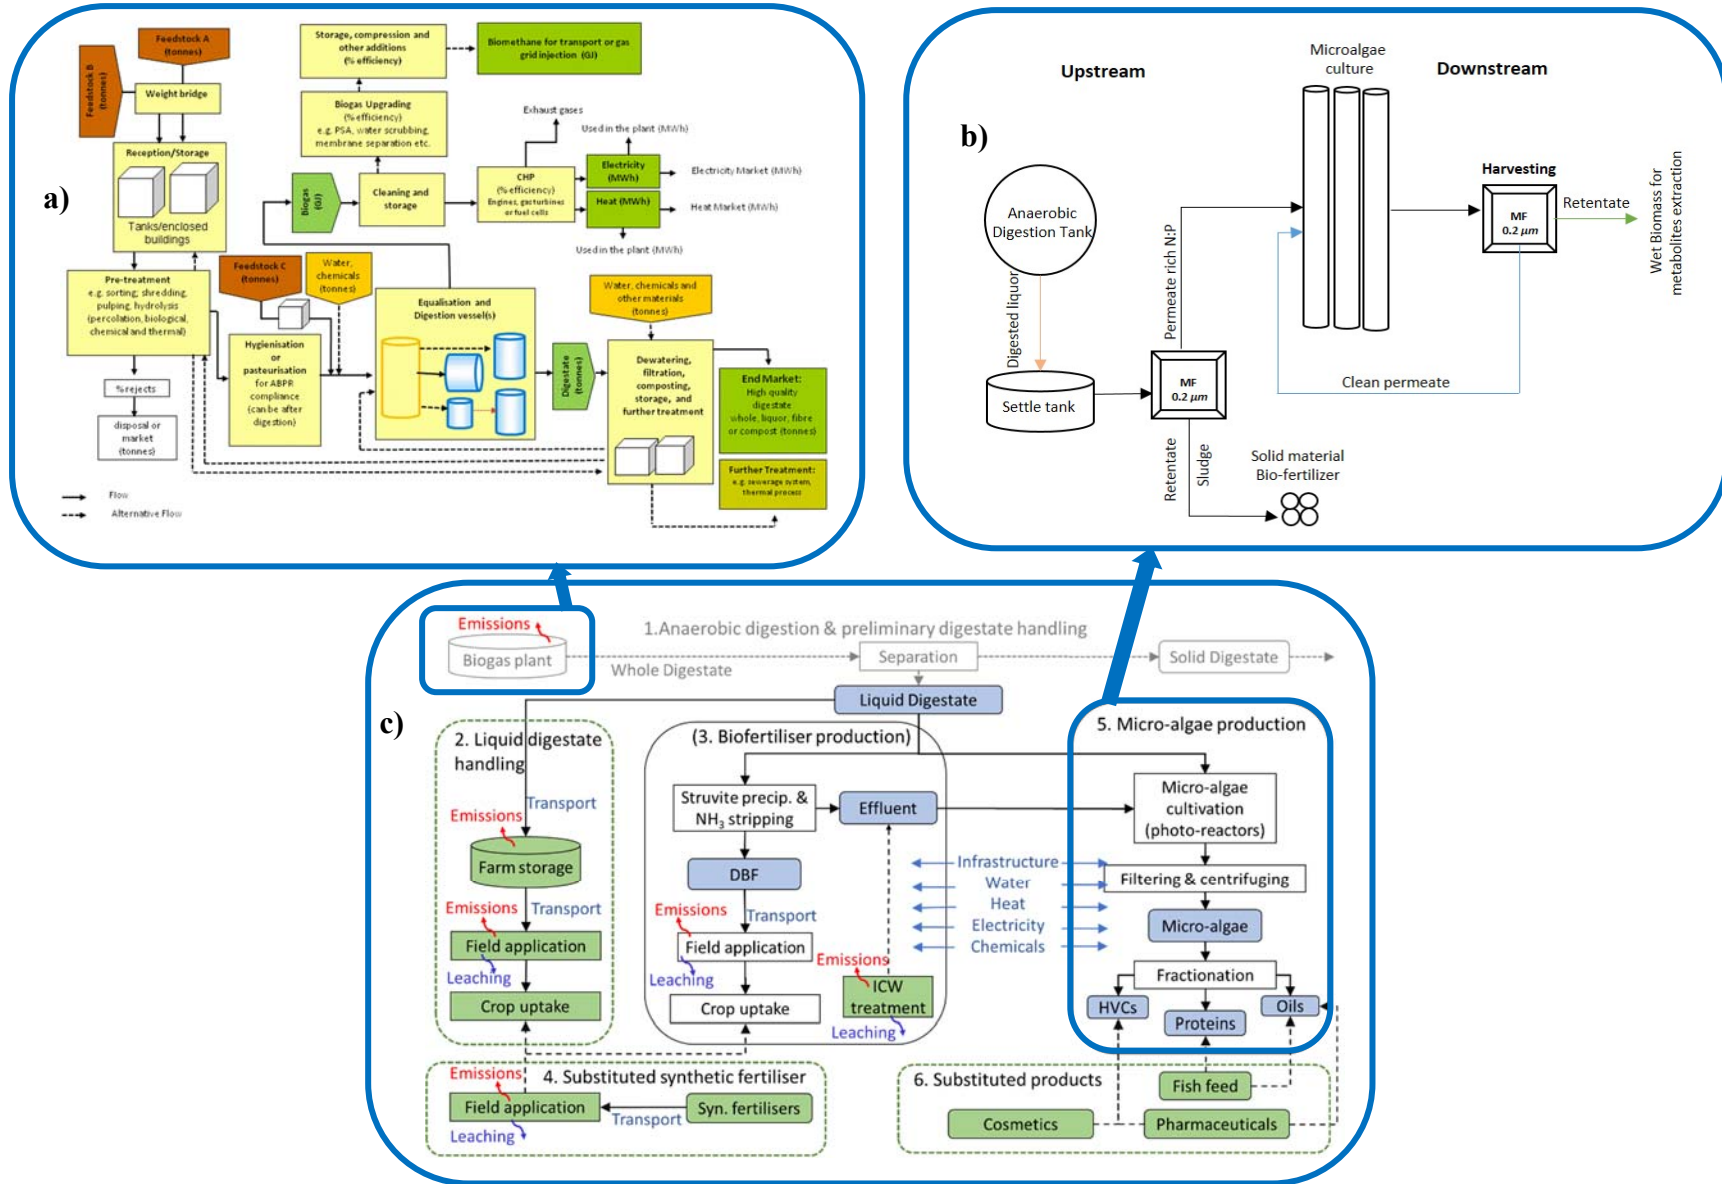 a)
Feedstock A
(tonnes)
Feedstock B
(tonnes)
Weight bridge
Reception/Storage
Tanks/enclosed
buildings
Pre-treatment
e.g. sorting, shredding,
pulping, hydrolysis
(percolation, biological,
chemical and thermal)
% rejects
disposal or
market
(tonnes)
Flow
Alternative Flow
Storage, compression and
other additions
(% efficiency)
Biomethane for transport or gas
grid injection (GJ)
Biogas Upgrading
(% efficiency)
e.g. PSA, water scrubbing,
membrane separation etc.
Biogas
(GJ)
Cleaning and
storage
CHP
(% efficiency)
Engines, gas turbines
or fuel cells
Exhaust gases
Used in the plant (MWh)
Electricity
(MWh)
Electricity Market (MWh)
Heat (MWh)
Heat Market (MWh)
Used in the plant (MWh)
Feedstock C
(tonnes)
Water,
chemicals
(tonnes)
Hygienisation or
pasteurisation
for ABPR
compliance
(can be after
digestion)
Equalisation and
Digestion vessel(s)
Digestate
(tonnes)
Water, chemicals and
other materials
(tonnes)
Dewatering,
filtration,
composting,
storage, and
further treatment
End Market:
High quality
digestate
whole, liquor, fibre
or compost (tonnes)
Further Treatment:
e.g. sewerage system,
thermal process
b)
Upstream
Microalgae
culture
Downstream
Anaerobic
Digestion Tank
Digested liquor
Settle tank
MF
0.2 μm
Permeate rich N:P
Retentate
Sludge
Solid material
Bio-fertilizer
Harvesting
MF
0.2 μm
Retentate
Clean permeate
Wet Biomass for
metabolites extraction
c)
Emissions
Biogas plant
1.Anaerobic digestion & preliminary digestate handling
Whole Digestate
Separation
Solid Digestate
Liquid Digestate
2. Liquid digestate
handling
Transport
Emissions
Farm storage
Emissions
Transport
Field application
Leaching
Crop uptake
(3. Biofertiliser production)
Struvite precip. &
NH3 stripping
Effluent
DBF
Emissions
Transport
Field application
Leaching
Crop uptake
Emissions
ICW
treatment
Leaching
Infrastructure
Water
Heat
Electricity
Chemicals
5. Micro-algae production
Micro-algae
cultivation
(photo-reactors)
Filtering & centrifuging
Micro-algae
Fractionation
HVCs
Proteins
Oils
Emissions
4. Substituted synthetic fertiliser
Field application
Transport
Syn. fertilisers
Leaching
6. Substituted products
Fish feed
Cosmetics
Pharmaceuticals